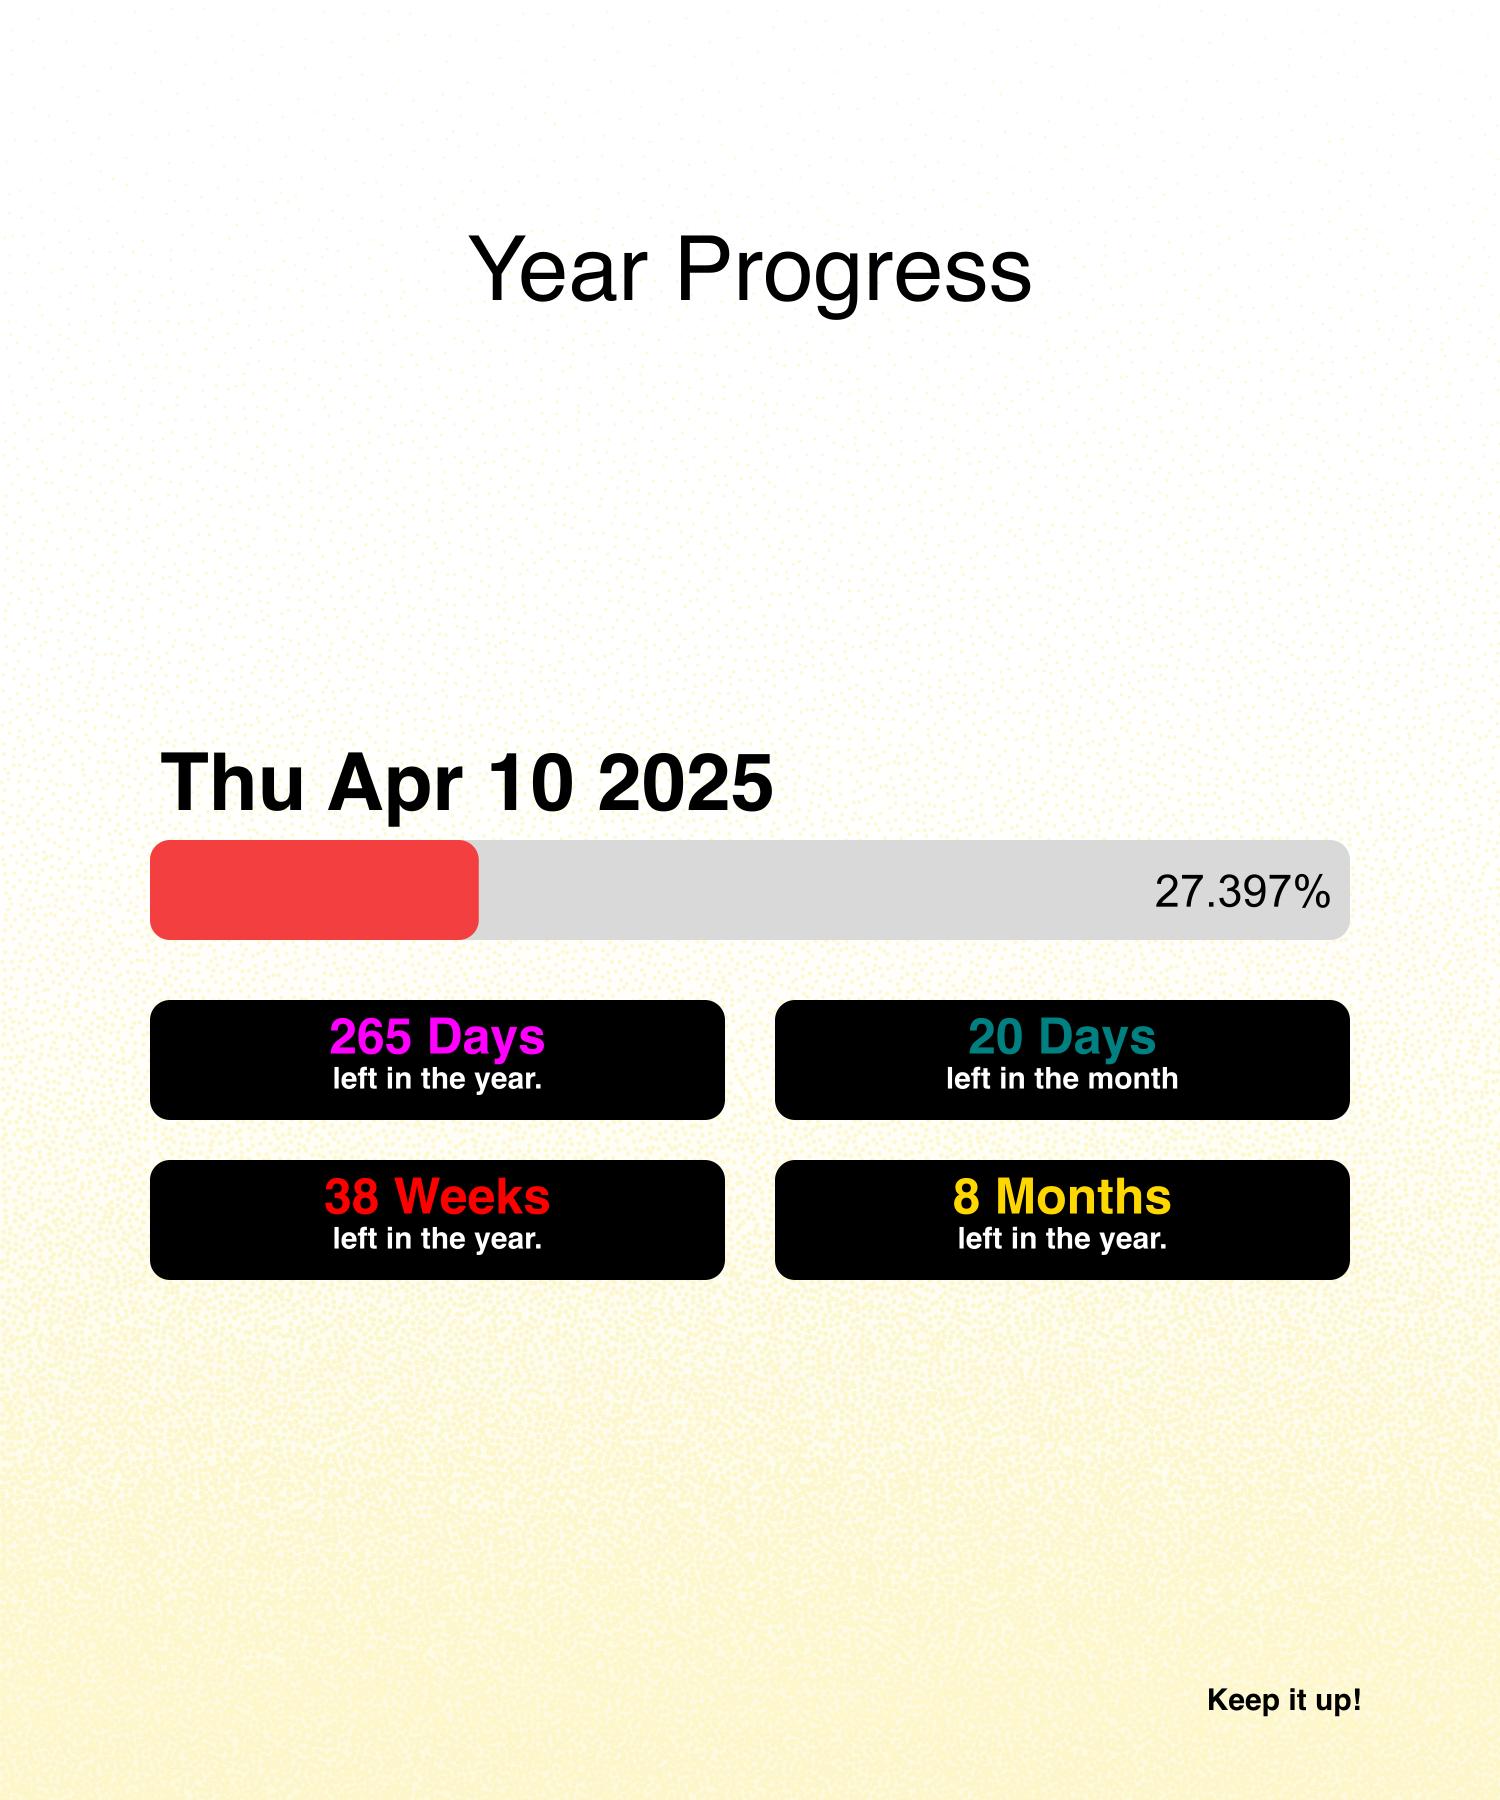 Year Progress
Thu Apr 10 2025
27.397%
265 Days
left in the year.
20 Days
left in the month
38 Weeks
left in the year.
8 Months
left in the year.
Keep it up!